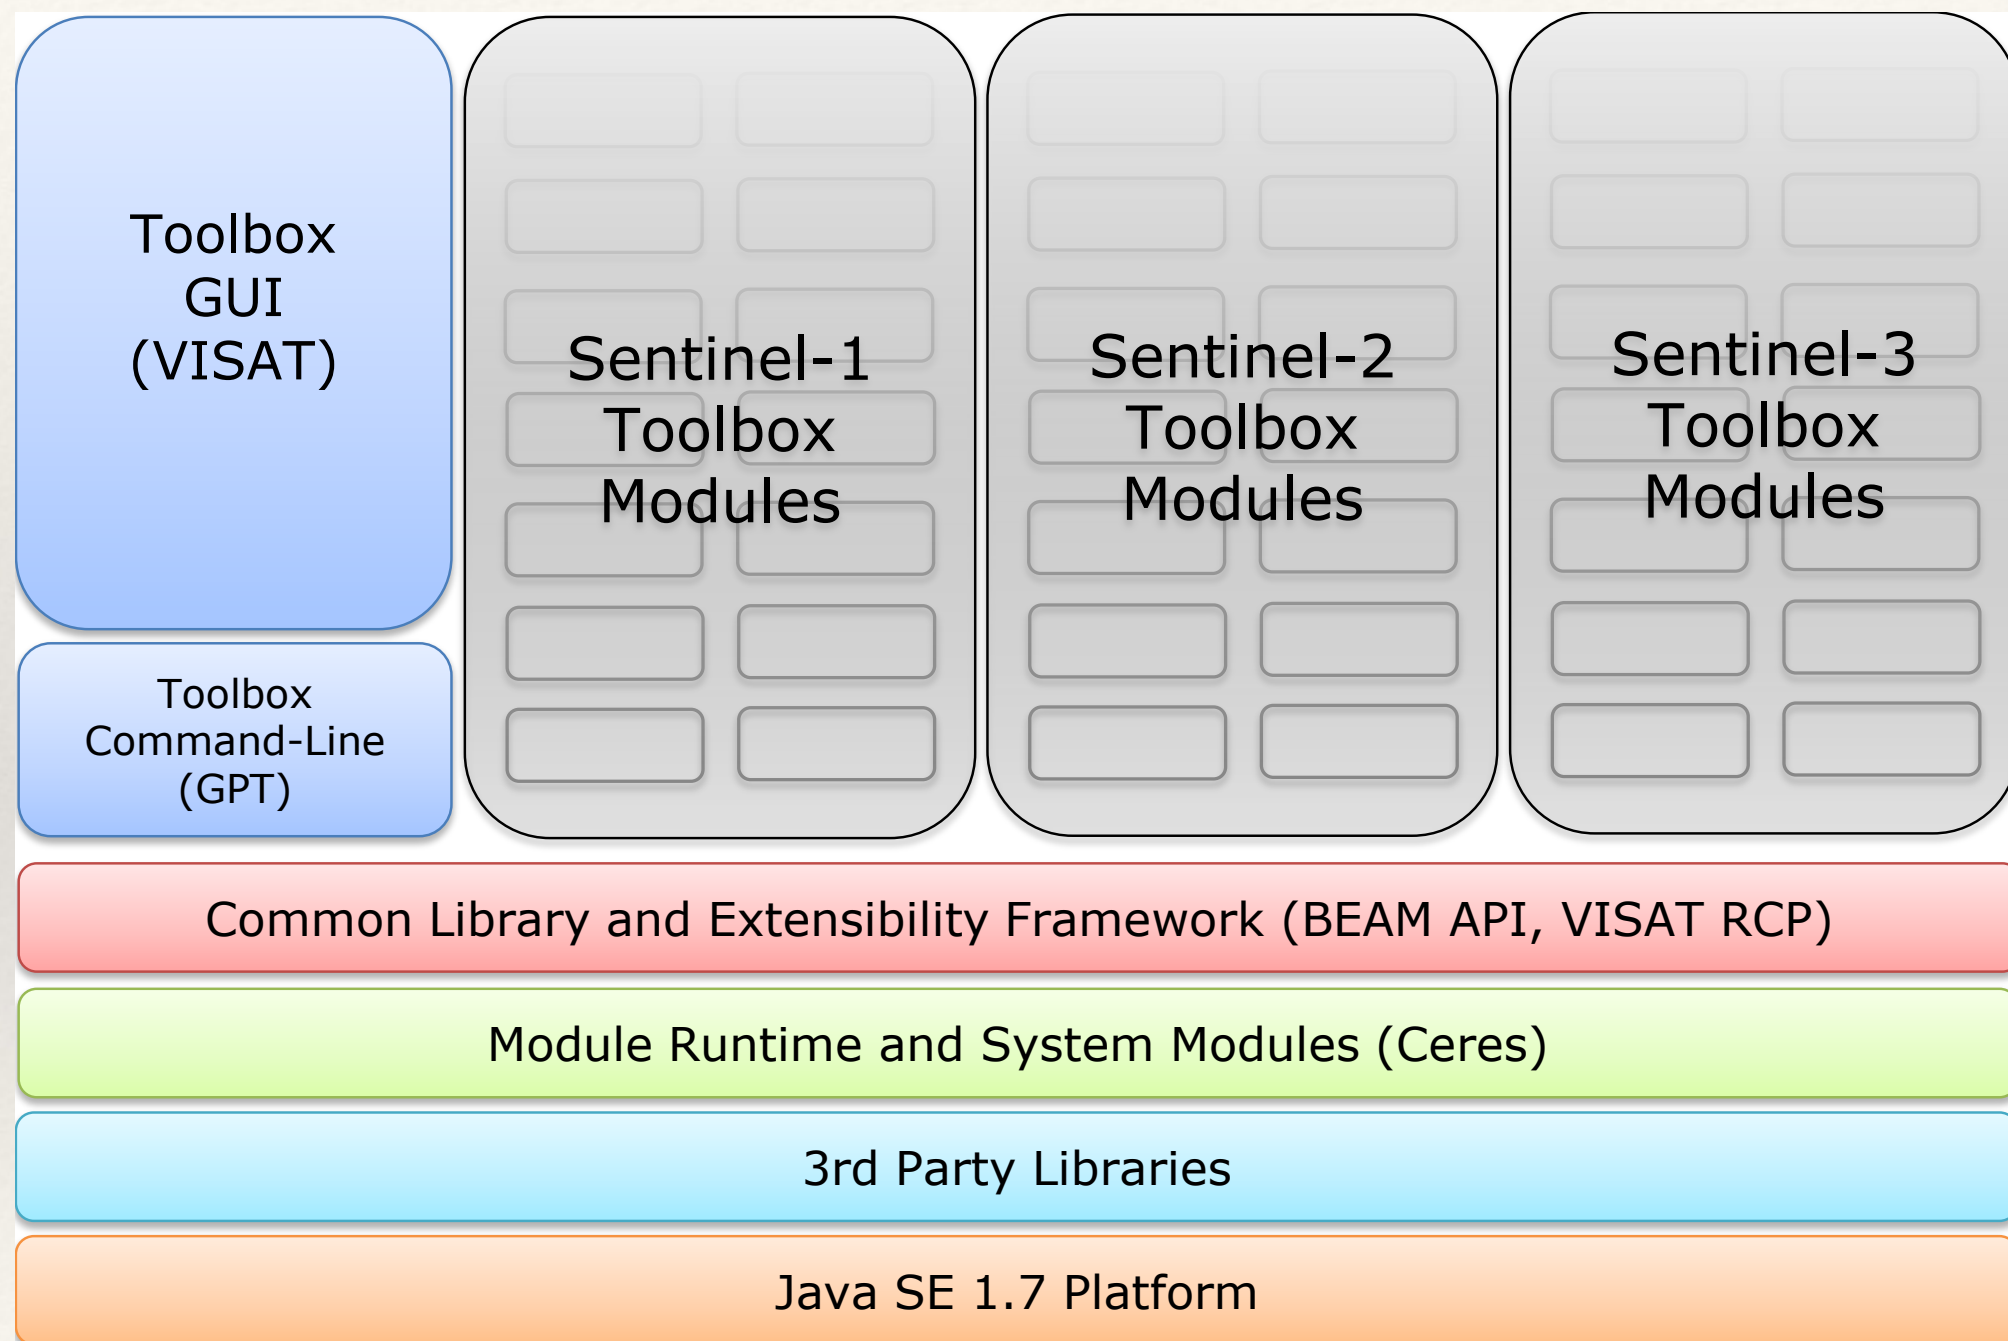 Toolbox
GUI
(VISAT)
Toolbox
Command-Line
(GPT)
Sentinel-1
Toolbox
Modules
Sentinel-2
Toolbox
Modules
Sentinel-3
Toolbox
Modules
Common Library and Extensibility Framework (BEAM API, VISAT RCP)
Module Runtime and System Modules (Ceres)
3rd Party Libraries
Java SE 1.7 Platform